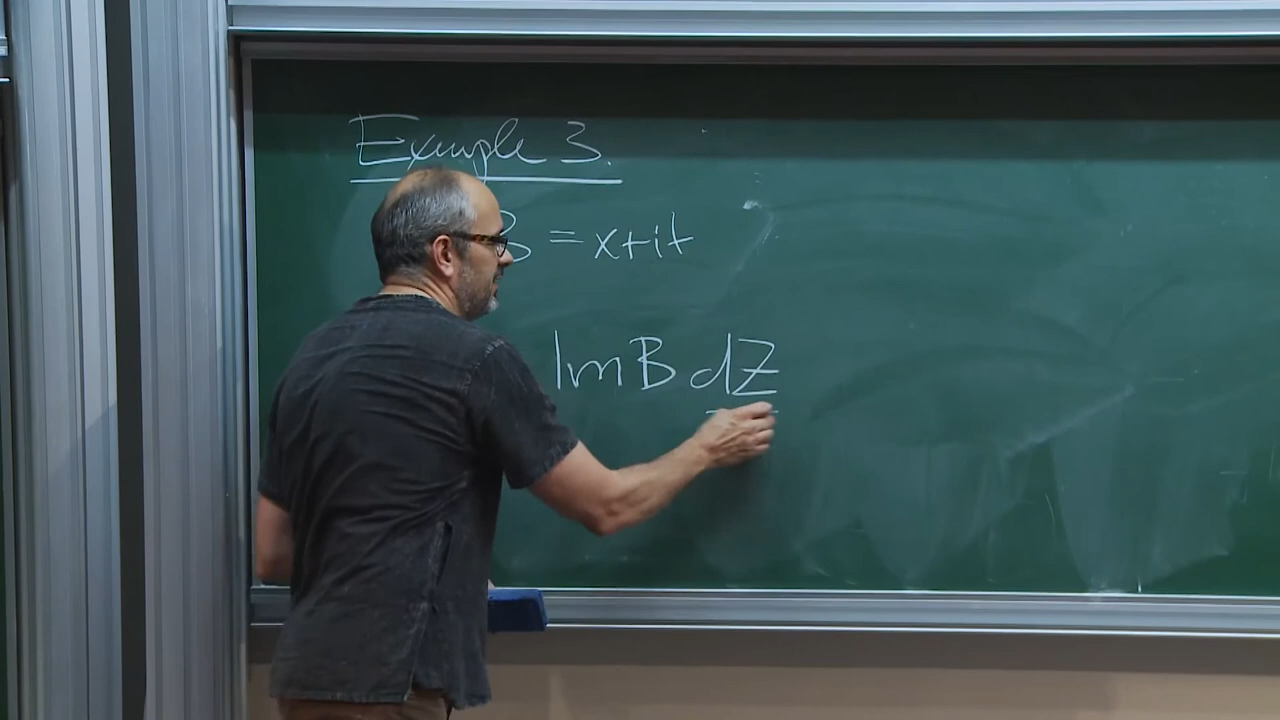 Example 3.
= x+it
Im B dZ